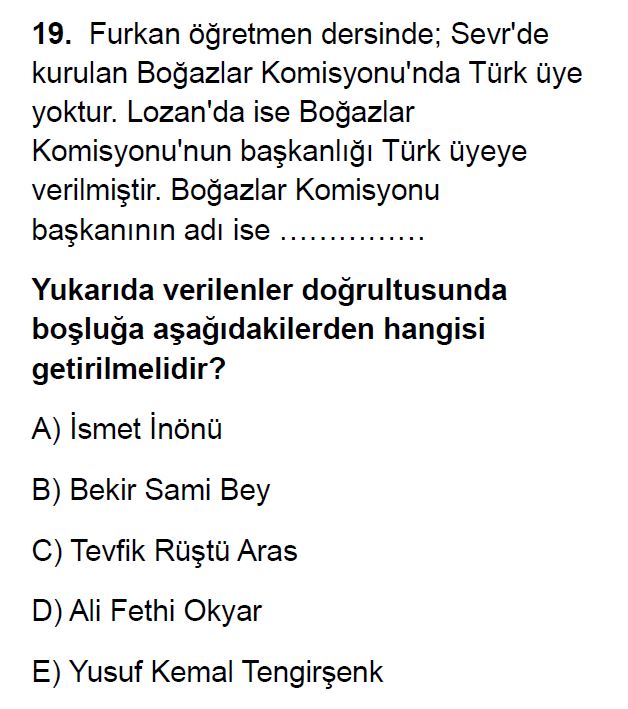 19. Furkan öğretmen dersinde; Sevr'de
kurulan Boğazlar Komisyonu'nda Türk üye
yoktur. Lozan'da ise Boğazlar
Komisyonu'nun başkanlığı Türk üyeye
verilmiştir. Boğazlar Komisyonu
başkanının adı ise ……………
Yukarıda verilenler doğrultusunda
boşluğa aşağıdakilerden hangisi
getirilmelidir?
A) İsmet İnönü
B) Bekir Sami Bey
C) Tevfik Rüştü Aras
D) Ali Fethi Okyar
E) Yusuf Kemal Tengirşenk